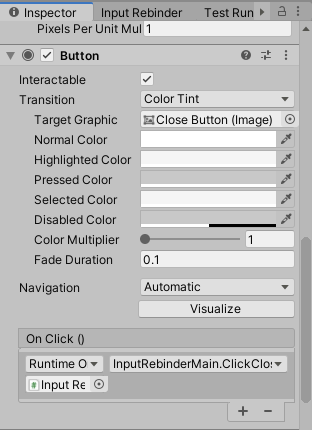 Inspector Input Rebinder Test Run
Pixels Per Unit Mul 1
Button
Interactable
Transition Color Tint
Target Graphic Close Button (Image)
Normal Color
Highlighted Color
Pressed Color
Selected Color
Disabled Color
Color Multiplier 1
Fade Duration 0.1
Navigation Automatic
Visualize
On Click ()
Runtime O InputRebinderMain.ClickClo
Input Re